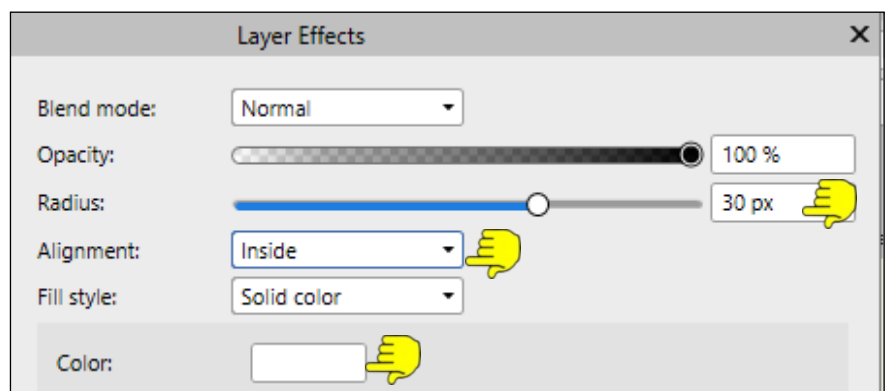 Layer Effects
Blend mode: Normal
Opacity: 100 %
Radius: 30 px
Alignment: Inside
Fill style: Solid color
Color: